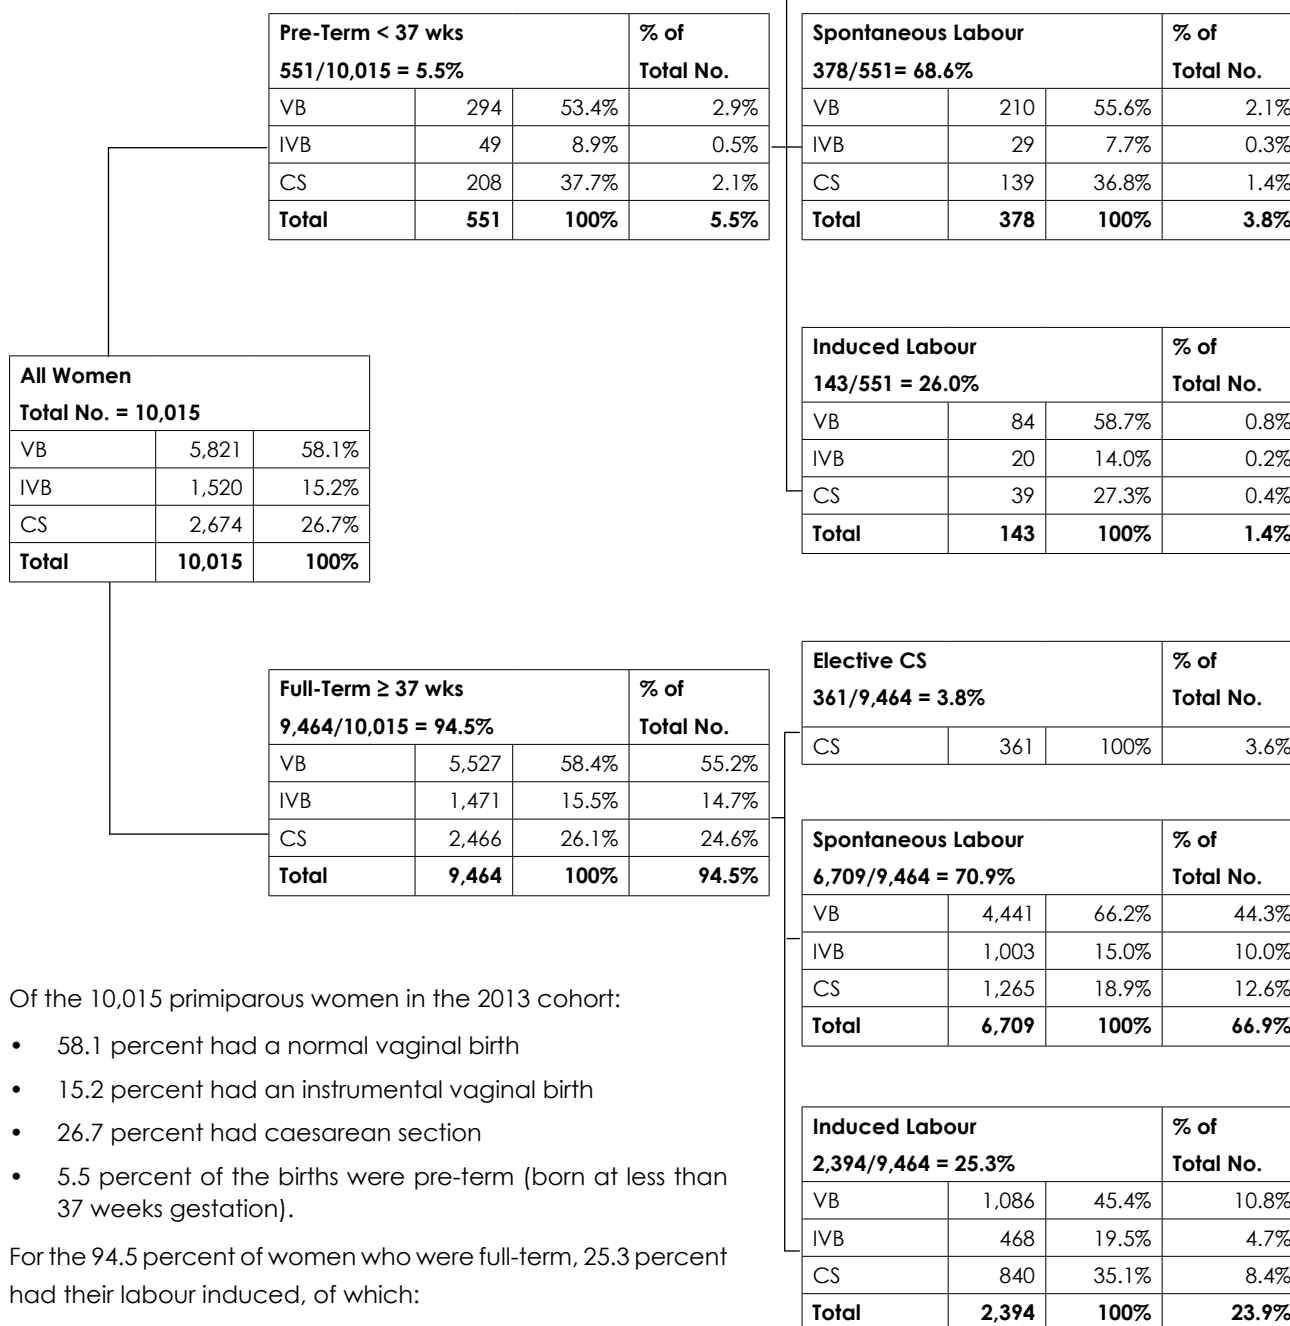 Pre-Term < 37 wks % of
551/10,015 = 5.5% Total No.
VB 294 53.4% 2.9%
IVB 49 8.9% 0.5%
CS 208 37.7% 2.1%
Total 551 100% 5.5%
Spontaneous Labour % of
378/551= 68.6% Total No.
VB 210 55.6% 2.1%
IVB 29 7.7% 0.3%
CS 139 36.8% 1.4%
Total 378 100% 3.8%
Induced Labour % of
143/551 = 26.0% Total No.
VB 84 58.7% 0.8%
IVB 20 14.0% 0.2%
CS 39 27.3% 0.4%
Total 143 100% 1.4%
All Women
Total No. = 10,015
VB 5,821 58.1%
IVB 1,520 15.2%
CS 2,674 26.7%
Total 10,015 100%
Full-Term ≥ 37 wks % of
9,464/10,015 = 94.5% Total No.
VB 5,527 58.4% 55.2%
IVB 1,471 15.5% 14.7%
CS 2,466 26.1% 24.6%
Total 9,464 100% 94.5%
Elective CS % of
361/9,464 = 3.8% Total No.
CS 361 100% 3.6%
Spontaneous Labour % of
6,709/9,464 = 70.9% Total No.
VB 4,441 66.2% 44.3%
IVB 1,003 15.0% 10.0%
CS 1,265 18.9% 12.6%
Total 6,709 100% 66.9%
Induced Labour % of
2,394/9,464 = 25.3% Total No.
VB 1,086 45.4% 10.8%
IVB 468 19.5% 4.7%
CS 840 35.1% 8.4%
Total 2,394 100% 23.9%
Of the 10,015 primiparous women in the 2013 cohort:
• 58.1 percent had a normal vaginal birth
• 15.2 percent had an instrumental vaginal birth
• 26.7 percent had caesarean section
• 5.5 percent of the births were pre-term (born at less than
37 weeks gestation).
For the 94.5 percent of women who were full-term, 25.3 percent
had their labour induced, of which: